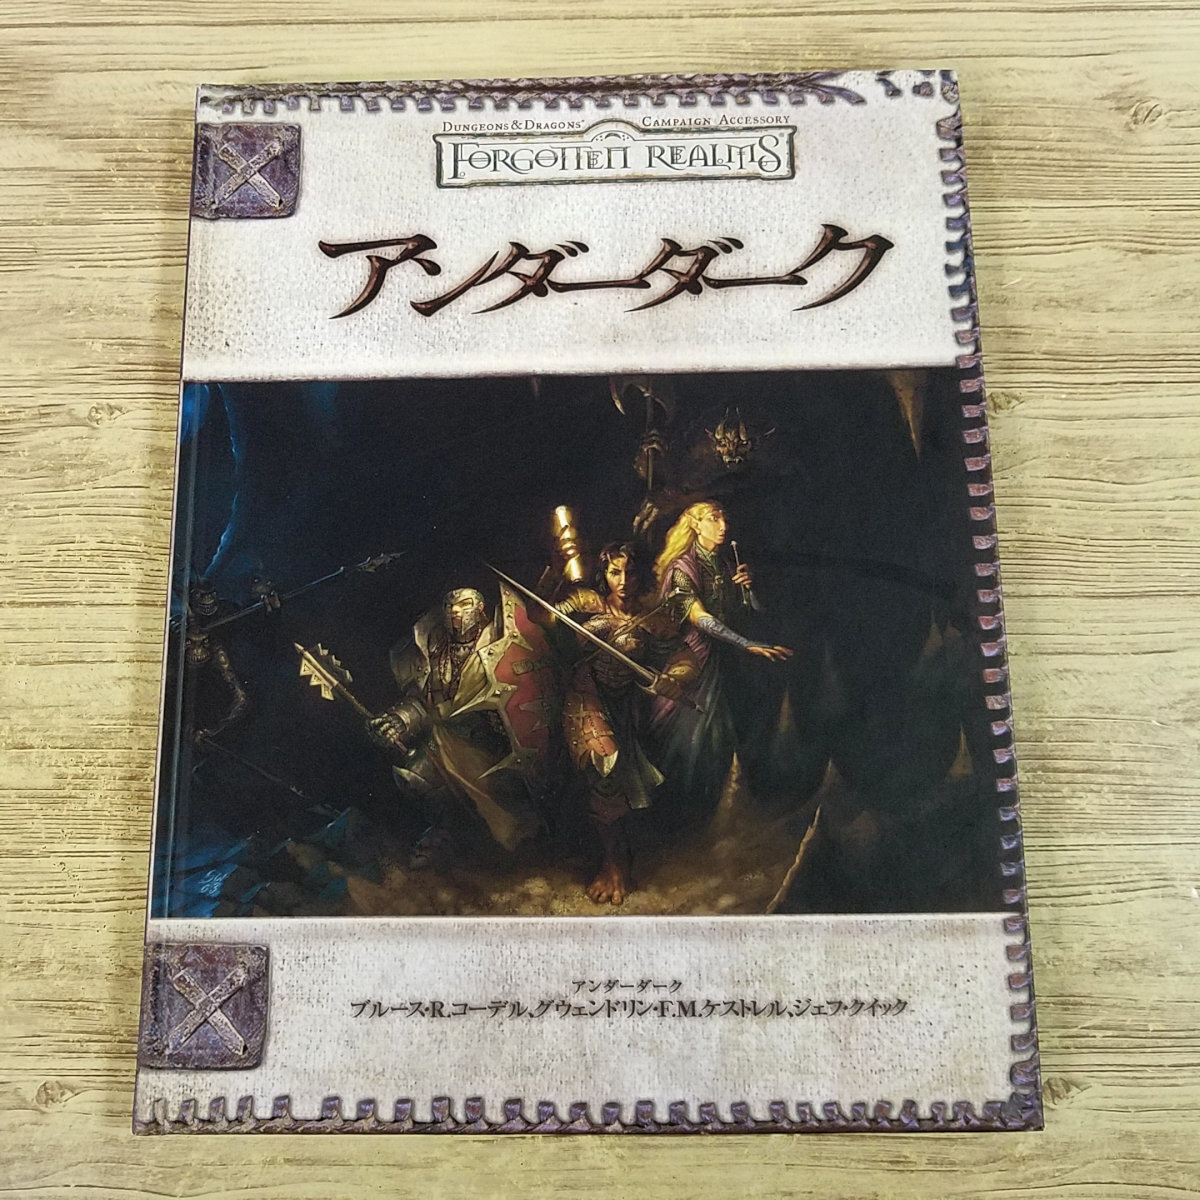 DUNGEONS & DRAGONS® CAMPAIGN ACCESSORY
FORGOTTEN REALMS®
アンダーダーク
SW
03
アンダーダーク
ブルース・R.コーデル、グウェンドリン・F.M.ケストレル、ジェフ・クイック